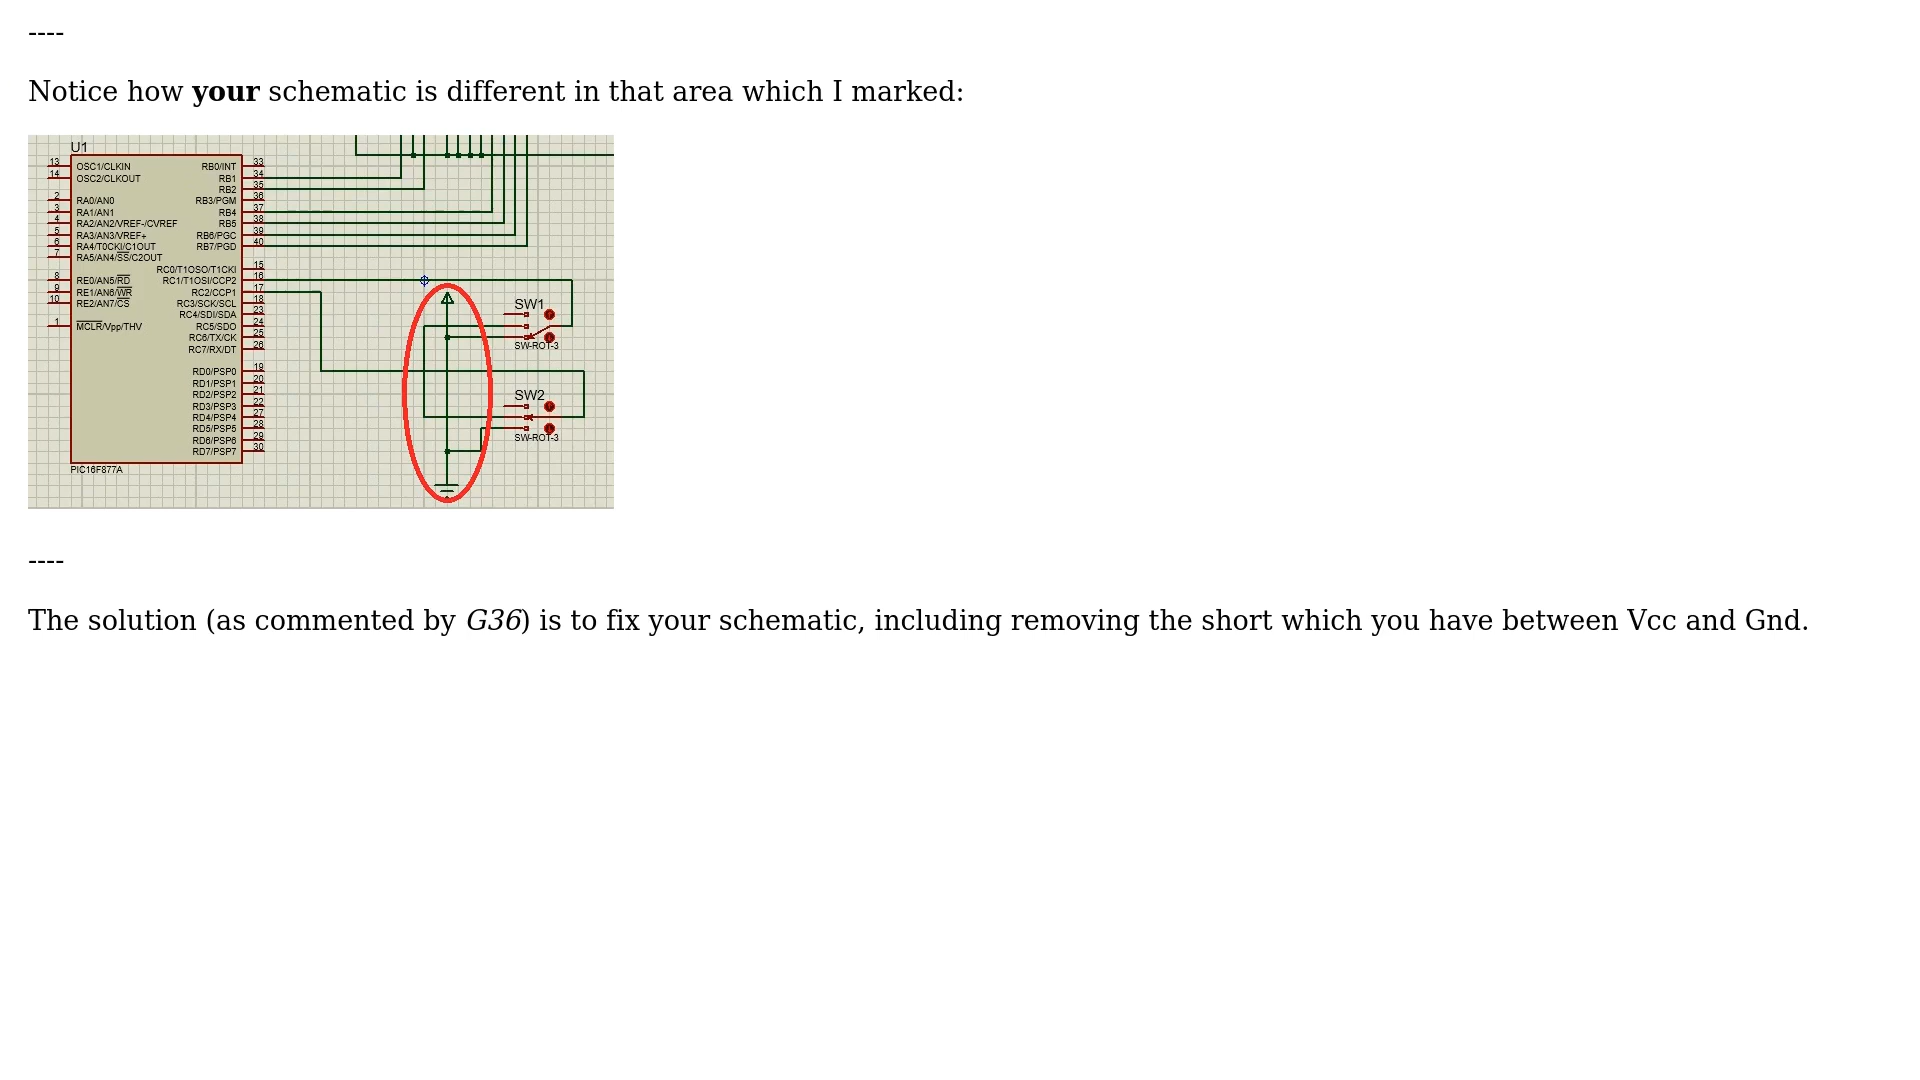 ----
Notice how your schematic is different in that area which I marked:
U1
13 OSC1/CLKIN RB0/INT 33
14 OSC2/CLKOUT RB1 34
RB2 35
2 RA0/AN0 RB3/PGM 36
3 RA1/AN1 RB4 37
4 RA2/AN2/VREF-/CVREF RB5 38
5 RA3/AN3/VREF+ RB6/PGC 39
6 RA4/T0CKI/C1OUT RB7/PGD 40
7 RA5/AN4/SS/C2OUT
RC0/T1OSO/T1CKI 15
8 RE0/AN5/RD RC1/T1OSI/CCP2 16
9 RE1/AN6/WR RC2/CCP1 17
10 RE2/AN7/CS RC3/SCK/SCL 18
RC4/SDI/SDA 23
1 MCLR/Vpp/THV RC5/SDO 24
RC6/TX/CK 25
RC7/RX/DT 26
RD0/PSP0 19
RD1/PSP1 20
RD2/PSP2 21
RD3/PSP3 22
RD4/PSP4 27
RD5/PSP5 28
RD6/PSP6 29
RD7/PSP7 30
PIC16F877A
SW1
SW-ROT-3
SW2
SW-ROT-3
----
The solution (as commented by G36) is to fix your schematic, including removing the short which you have between Vcc and Gnd.